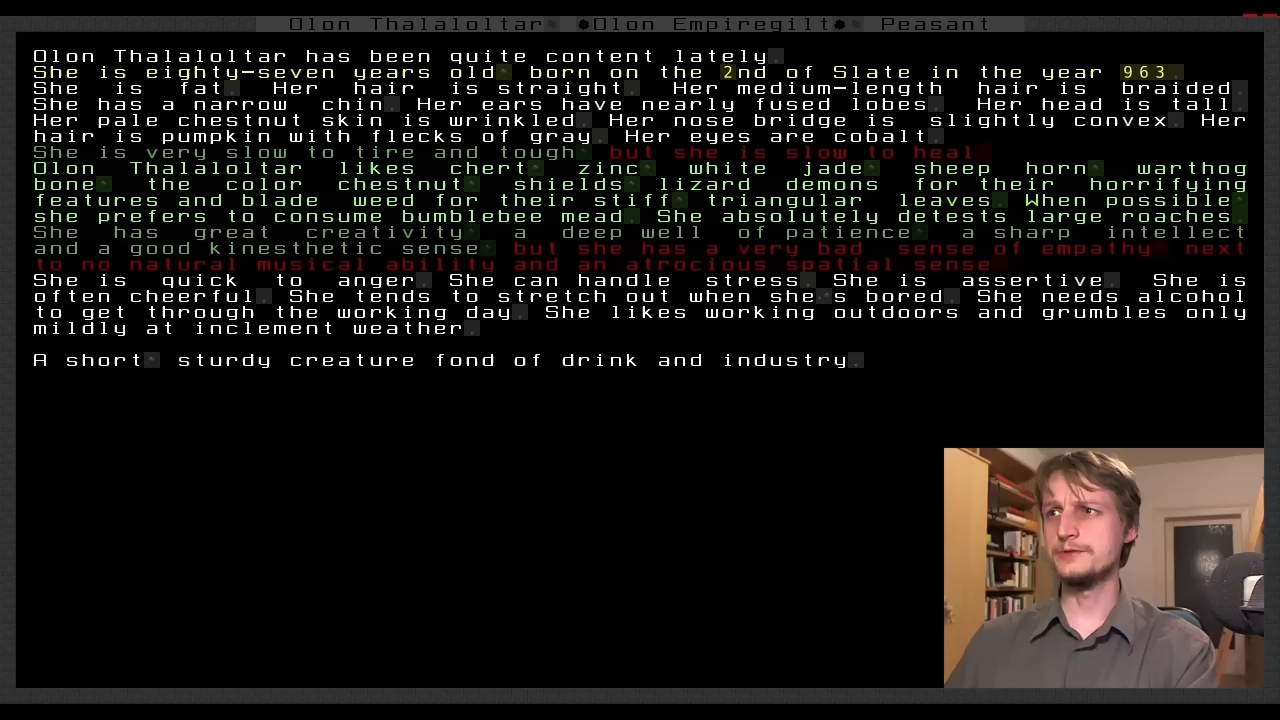 Olon Thalaloltar, ☼Olon Empiregilt☼, Peasant
Olon Thalaloltar has been quite content lately.
She is eighty-seven years old, born on the 2nd of Slate in the year 963.
She is fat. Her hair is straight. Her medium-length hair is braided.
She has a narrow chin. Her ears have nearly fused lobes. Her head is tall.
Her pale chestnut skin is wrinkled. Her nose bridge is slightly convex. Her
hair is pumpkin with flecks of gray. Her eyes are cobalt.
She is very slow to tire and tough, but she is slow to heal.
Olon Thalaloltar likes chert, zinc, white jade, sheep horn, warthog
bone, the color chestnut, shields, lizard demons for their horrifying
features and blade weed for their stiff, triangular leaves. When possible,
she prefers to consume bumblebee mead. She absolutely detests large roaches.
She has great creativity, a deep well of patience, a sharp intellect
and a good kinesthetic sense, but she has a very bad sense of empathy, next
to no natural musical ability and an atrocious spatial sense.
She is quick to anger. She can handle stress. She is assertive. She is
often cheerful. She tends to stretch out when she's bored. She needs alcohol
to get through the working day. She likes working outdoors and grumbles only
mildly at inclement weather.
A short, sturdy creature fond of drink and industry.